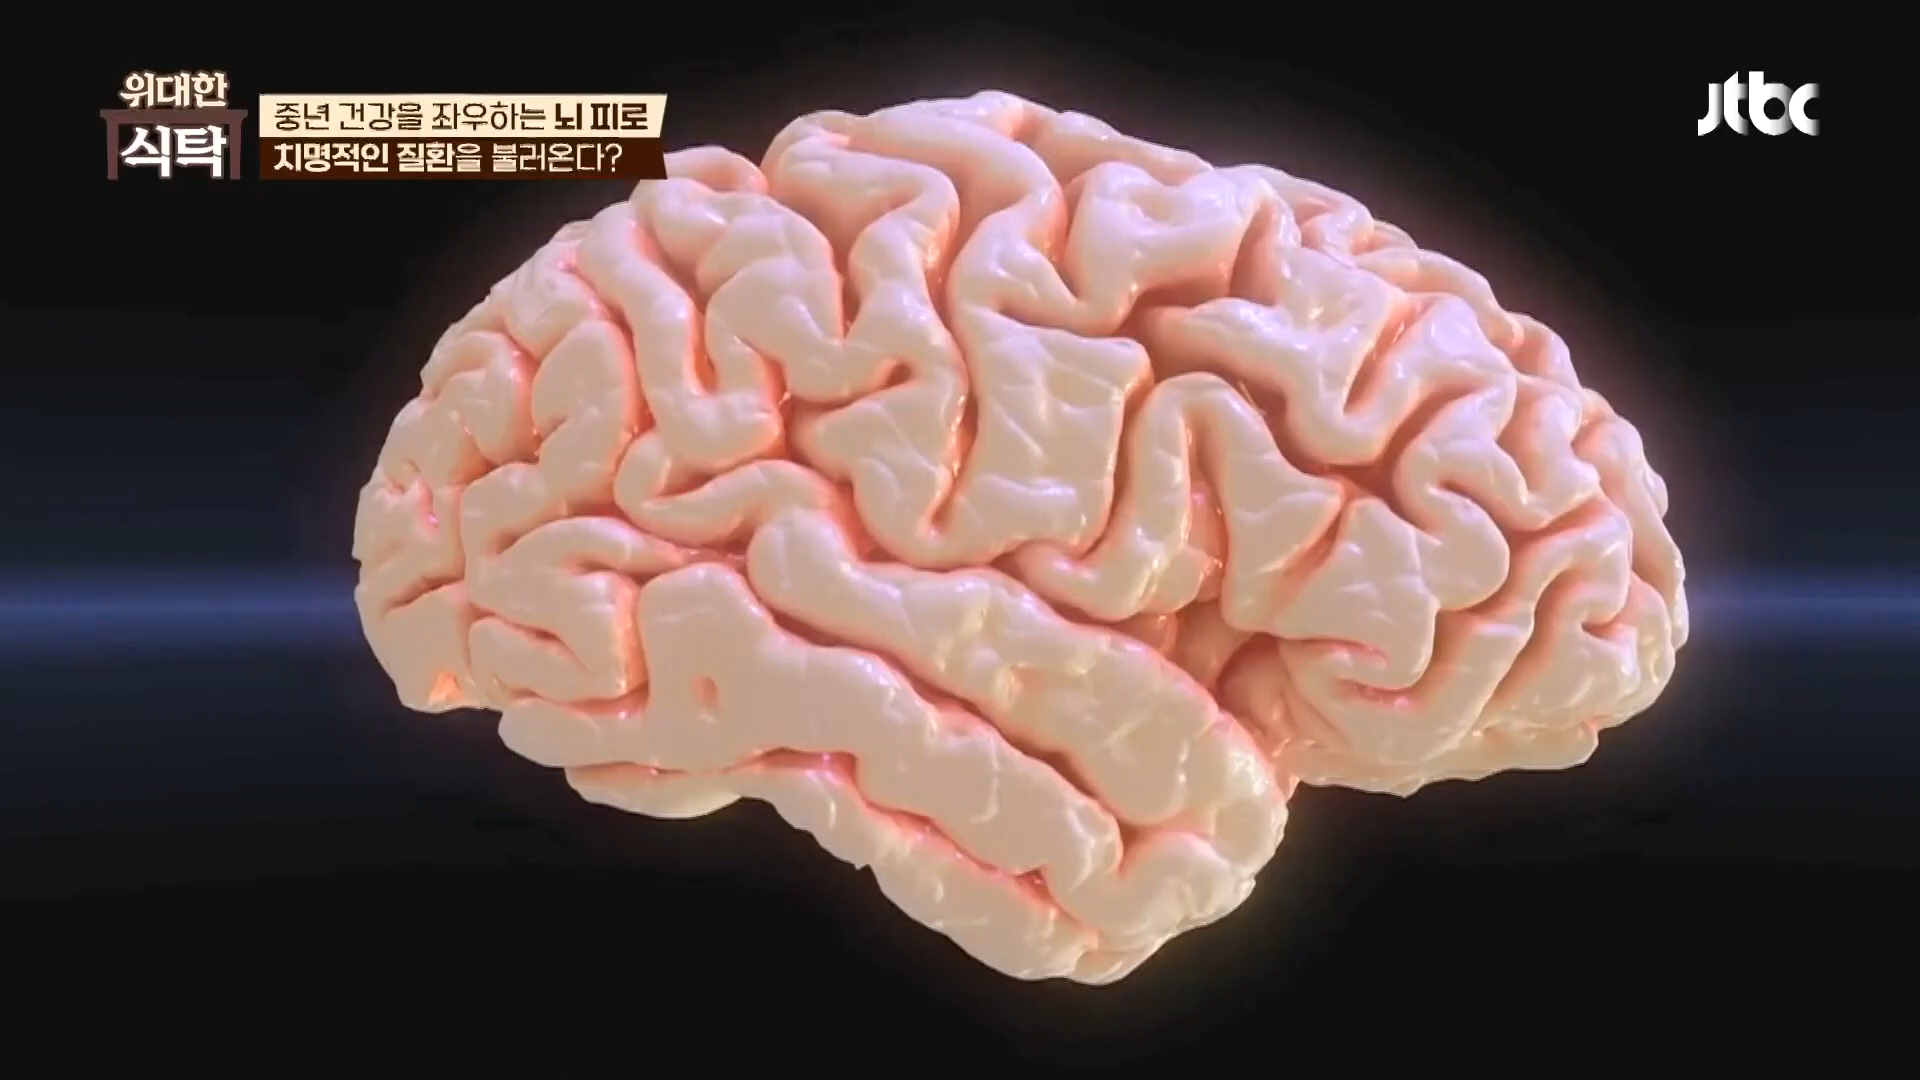 위대한
식탁
중년 건강을 좌우하는 뇌 피로
치명적인 질환을 불러온다?
jtbc